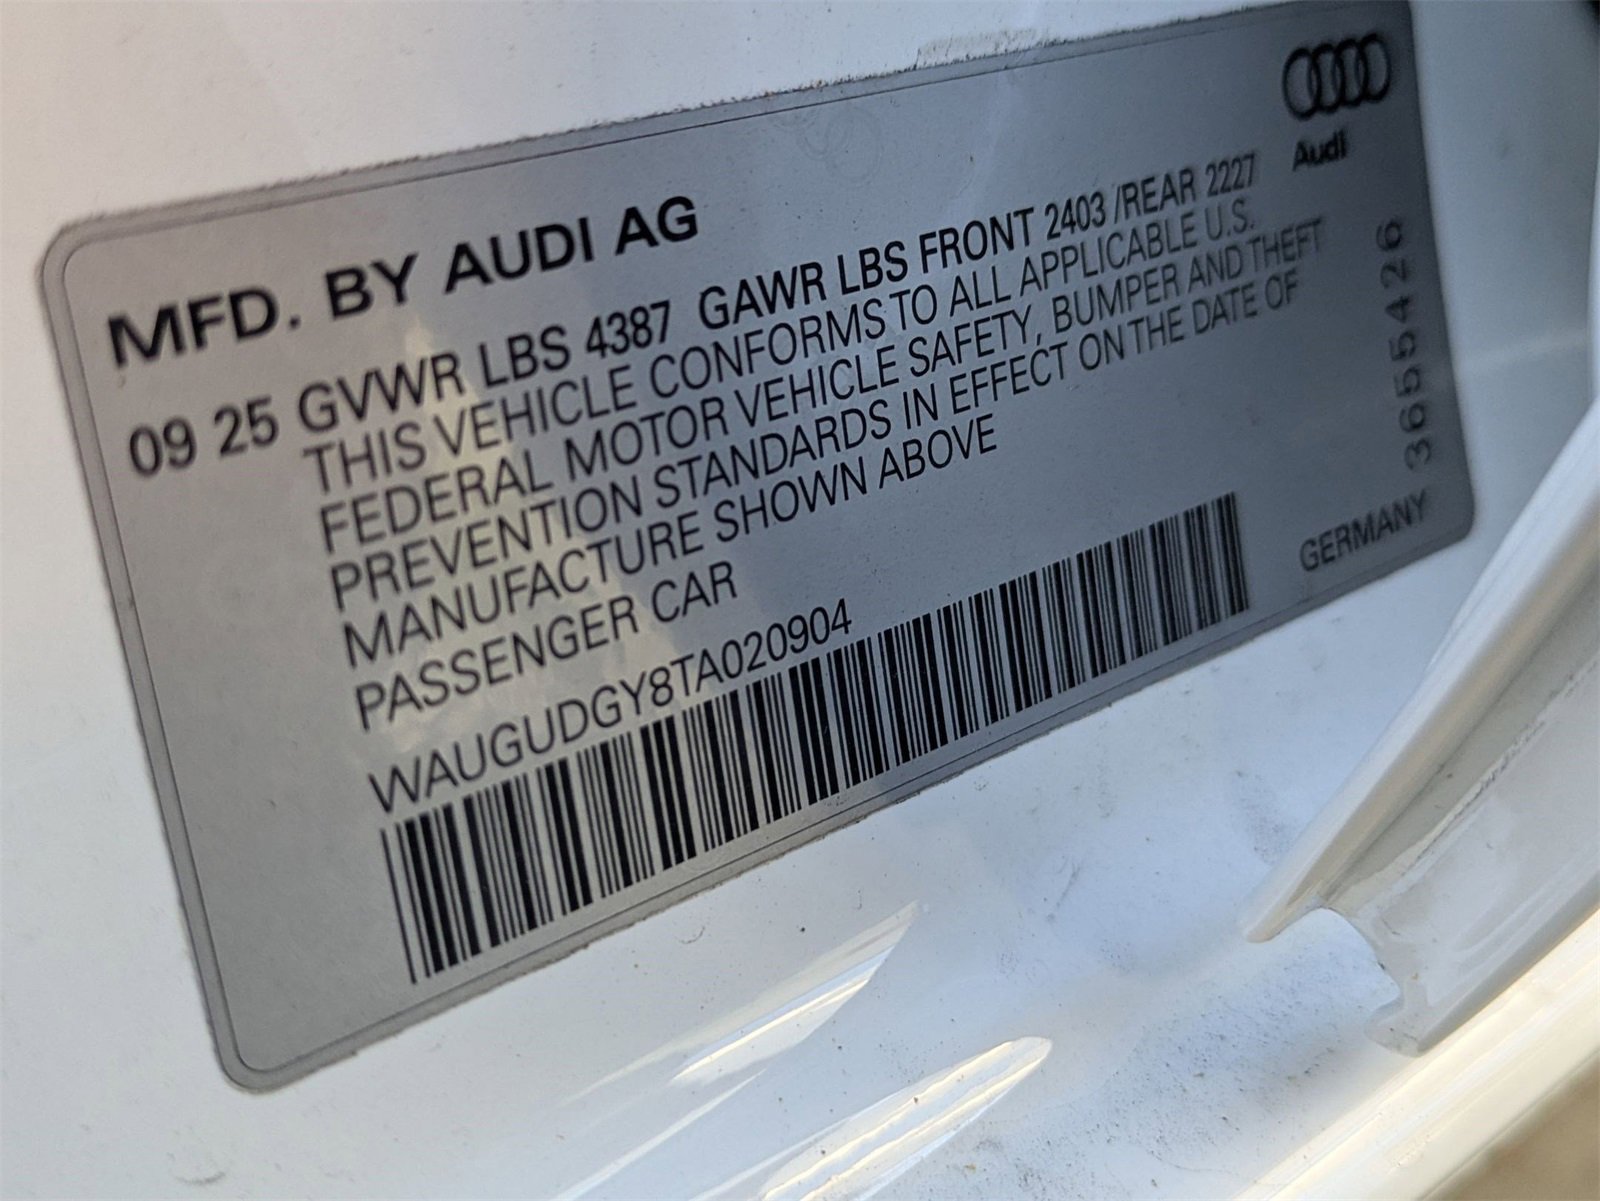 Audi
MFD. BY AUDI AG
09 25 GVWR LBS 4387 GAWR LBS FRONT 2403 /REAR 2227
THIS VEHICLE CONFORMS TO ALL APPLICABLE U.S.
FEDERAL MOTOR VEHICLE SAFETY, BUMPER AND THEFT
PREVENTION STANDARDS IN EFFECT ON THE DATE OF
MANUFACTURE SHOWN ABOVE
PASSENGER CAR
WAUGUDGY8TA020904
3655426
GERMANY